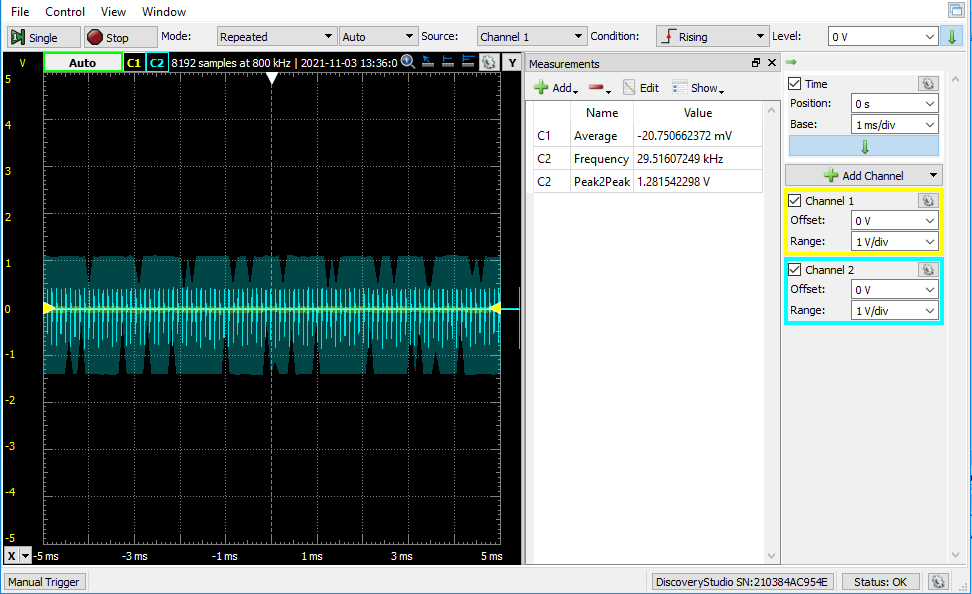 File Control View Window
Single Stop Mode: Repeated Auto Source: Channel 1 Condition: Rising Level: 0 V
V Auto C1 C2 8192 samples at 800 kHz | 2021-11-03 13:36:0 Y
5
4
3
2
1
0
-1
-2
-3
-4
-5
X -5 ms -3 ms -1 ms 1 ms 3 ms 5 ms
Measurements
Add Edit Show
Name Value
C1 Average -20.750662372 mV
C2 Frequency 29.51607249 kHz
C2 Peak2Peak 1.281542298 V
Time
Position: 0 s
Base: 1 ms/div
Add Channel
Channel 1
Offset: 0 V
Range: 1 V/div
Channel 2
Offset: 0 V
Range: 1 V/div
Manual Trigger DiscoveryStudio SN:210384AC954E Status: OK